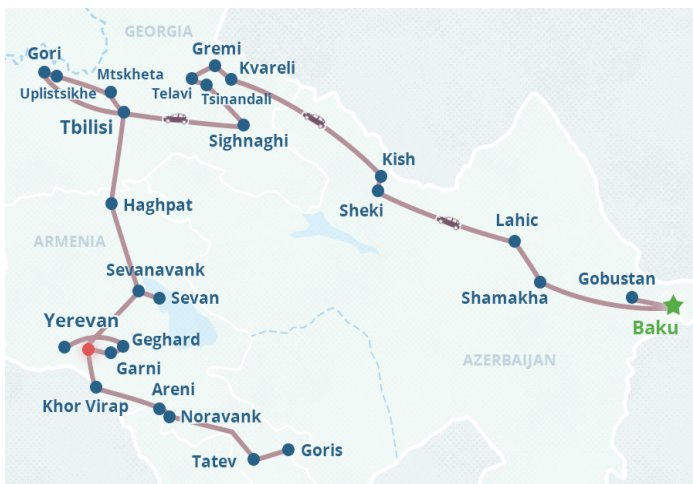 GEORGIA
Gori
Gremi
Kvareli
Mtskheta
Uplistsikhe
Telavi
Tsinandali
Tbilisi
Sighnaghi
Kish
Haghpat
Sheki
Lahic
ARMENIA
Sevanavank
Sevan
Gobustan
Shamakha
Yerevan
Baku
Geghard
Garni
AZERBAIJAN
Areni
Khor Virap
Noravank
Goris
Tatev